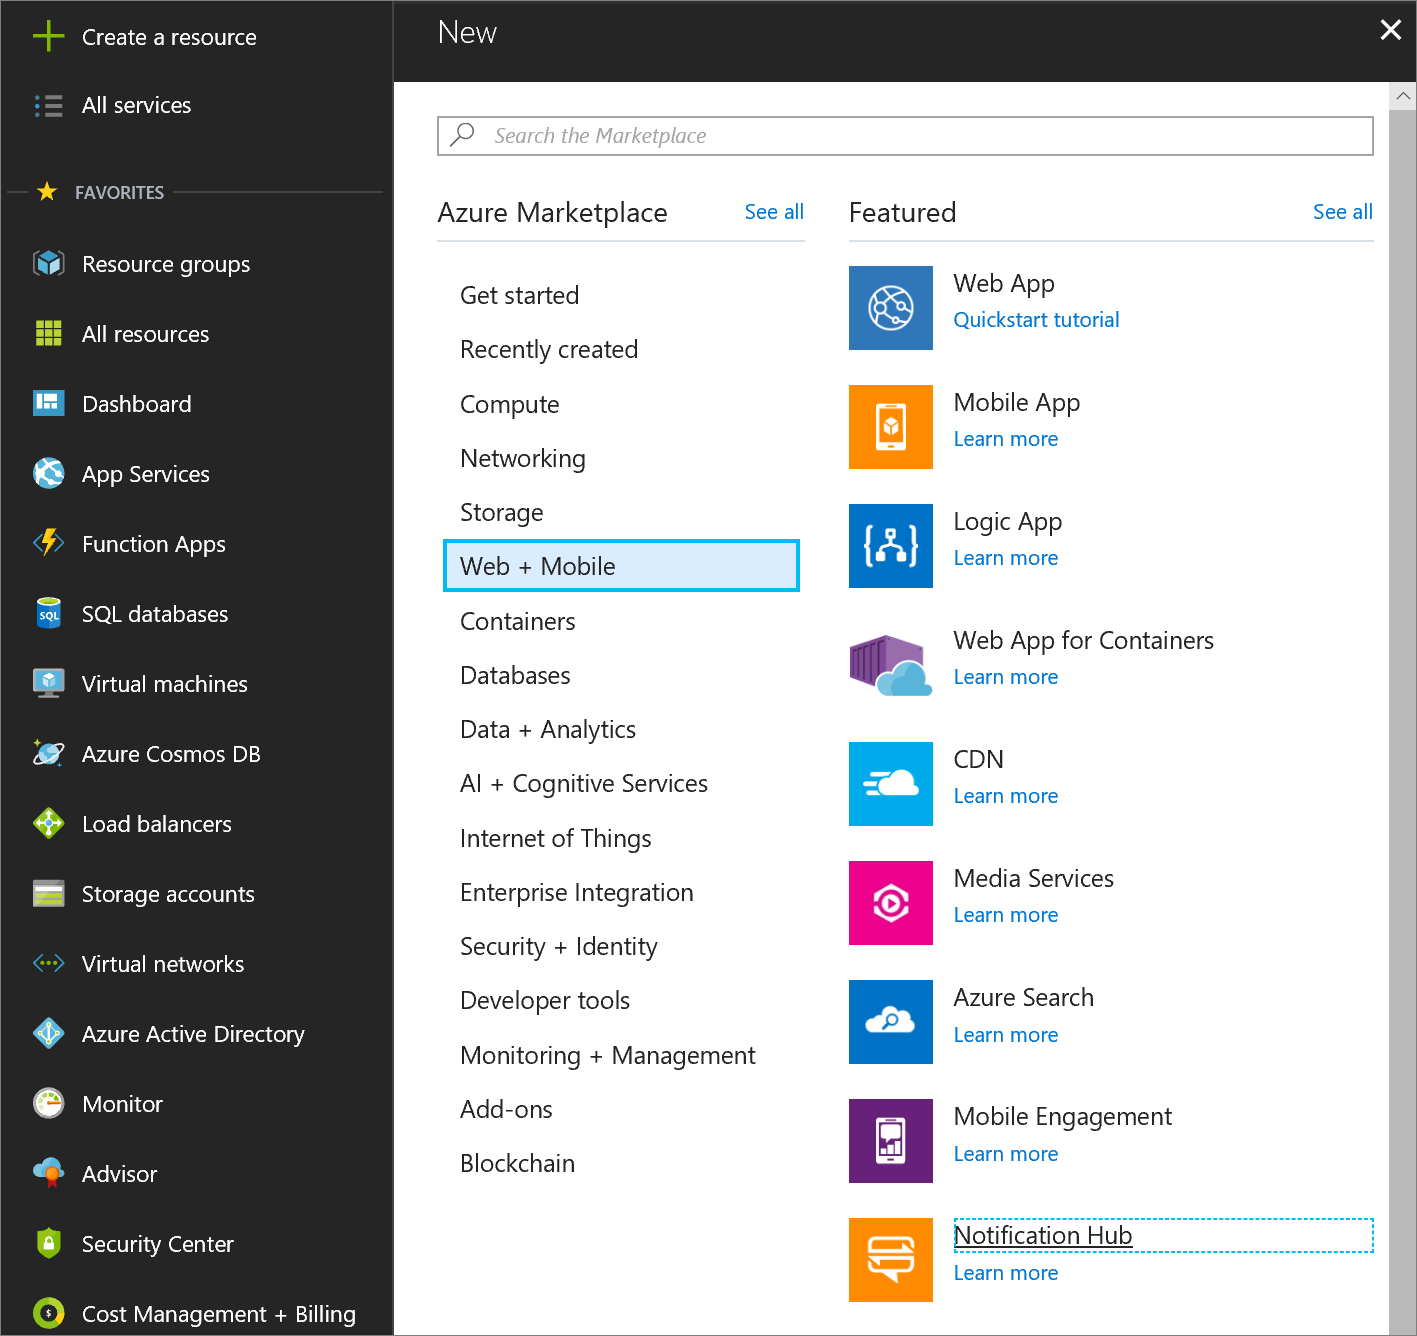 Create a resource
All services
FAVORITES
Resource groups
All resources
Dashboard
App Services
Function Apps
SQL
SQL databases
Virtual machines
Azure Cosmos DB
Load balancers
Storage accounts
Virtual networks
Azure Active Directory
Monitor
Advisor
Security Center
$
Cost Management + Billing
New
Search the Marketplace
Azure Marketplace
See all
Get started
Recently created
Compute
Networking
Storage
Web + Mobile
Containers
Databases
Data + Analytics
AI + Cognitive Services
Internet of Things
Enterprise Integration
Security + Identity
Developer tools
Monitoring + Management
Add-ons
Blockchain
Featured
See all
Web App
Quickstart tutorial
Mobile App
Learn more
Logic App
Learn more
Web App for Containers
Learn more
CDN
Learn more
Media Services
Learn more
Azure Search
Learn more
Mobile Engagement
Learn more
Notification Hub
Learn more